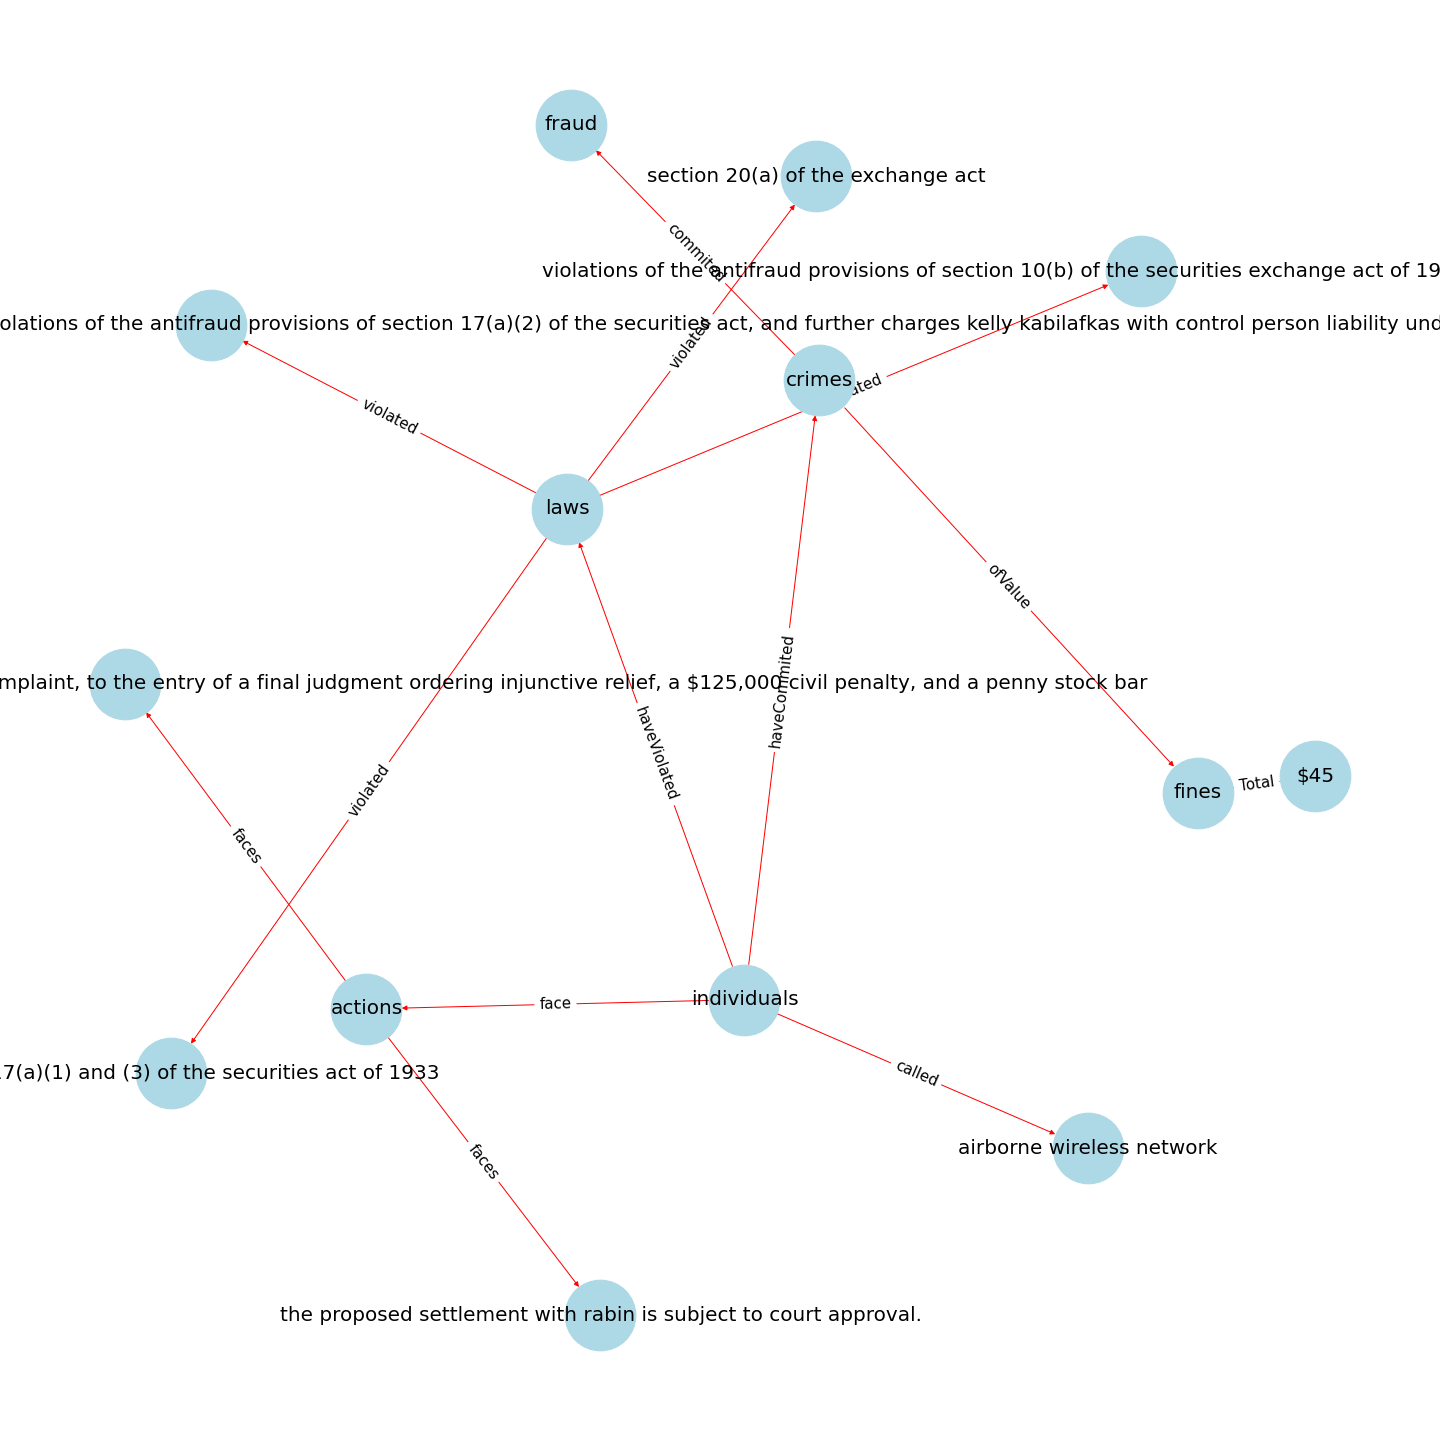 fraud
section 20(a) of the exchange act
commited
violations of the antifraud provisions of section 10(b) of the securities exchange act of 19
olations of the antifraud provisions of section 17(a)(2) of the securities act, and further charges kelly kabilafkas with control person liability und
violated
crimes
violated
laws
ofValue
haveCommited
mplaint, to the entry of a final judgment ordering injunctive relief, a $125,000 civil penalty, and a penny stock bar
haveViolated
violated
fines
Total
$45
faces
individuals
actions
face
17(a)(1) and (3) of the securities act of 1933
called
airborne wireless network
faces
the proposed settlement with rabin is subject to court approval.